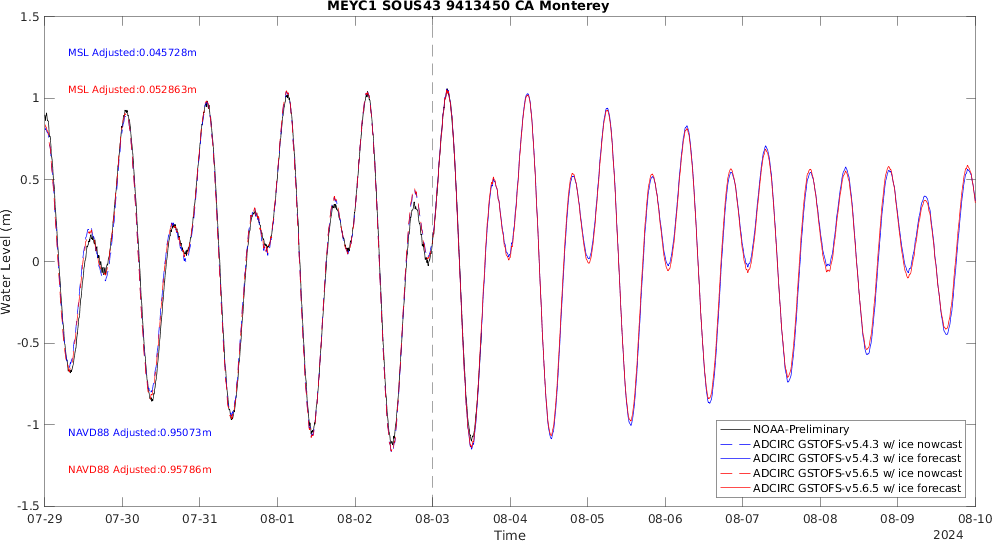 MEYC1 SOUS43 9413450 CA Monterey
1.5
1
0.5
0
-0.5
-1
-1.5
Water Level (m)
MSL Adjusted:0.045728m
MSL Adjusted:0.052863m
NAVD88 Adjusted:0.95073m
NAVD88 Adjusted:0.95786m
NOAA-Preliminary
ADCIRC GSTOFS-v5.4.3 w/ ice nowcast
ADCIRC GSTOFS-v5.4.3 w/ ice forecast
ADCIRC GSTOFS-v5.6.5 w/ ice nowcast
ADCIRC GSTOFS-v5.6.5 w/ ice forecast
07-29 07-30 07-31 08-01 08-02 08-03 08-04 08-05 08-06 08-07 08-08 08-09 08-10
Time
2024